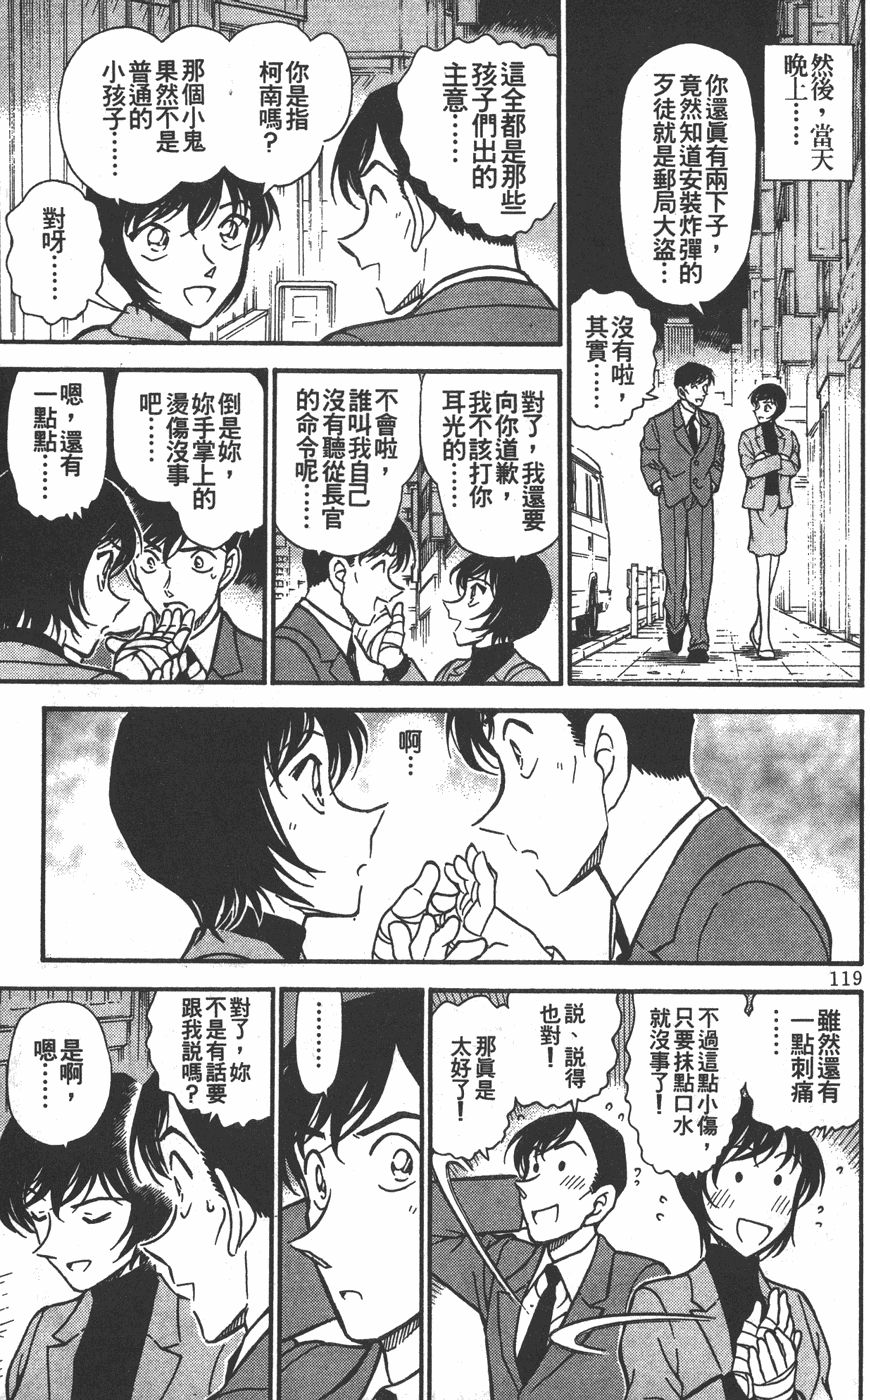 然後，當天
晚上……
你還眞有兩下子，
竟然知道安裝炸彈的
歹徒就是郵局大盜…
沒有啦，
其實……
這全都是那些
孩子們出的
主意……
你是指
柯南嗎？
那個小鬼
果然不是
普通的
小孩子……
對呀……
對了，我還要
向你道歉，
我不該打你
耳光的……
不會啦，
誰叫我自己
沒有聽從長官
的命令呢……
倒是妳，
妳手掌上的
燙傷沒事
吧……
嗯，還有
一點點……
啊……
119
雖然還有
一點刺痛
……
不過這點小傷，
只要抹點口水
就沒事了！
説、説得
也對！
那眞是
太好了！
……
對了，妳
不是有話要
跟我說嗎？
是啊，
嗯……